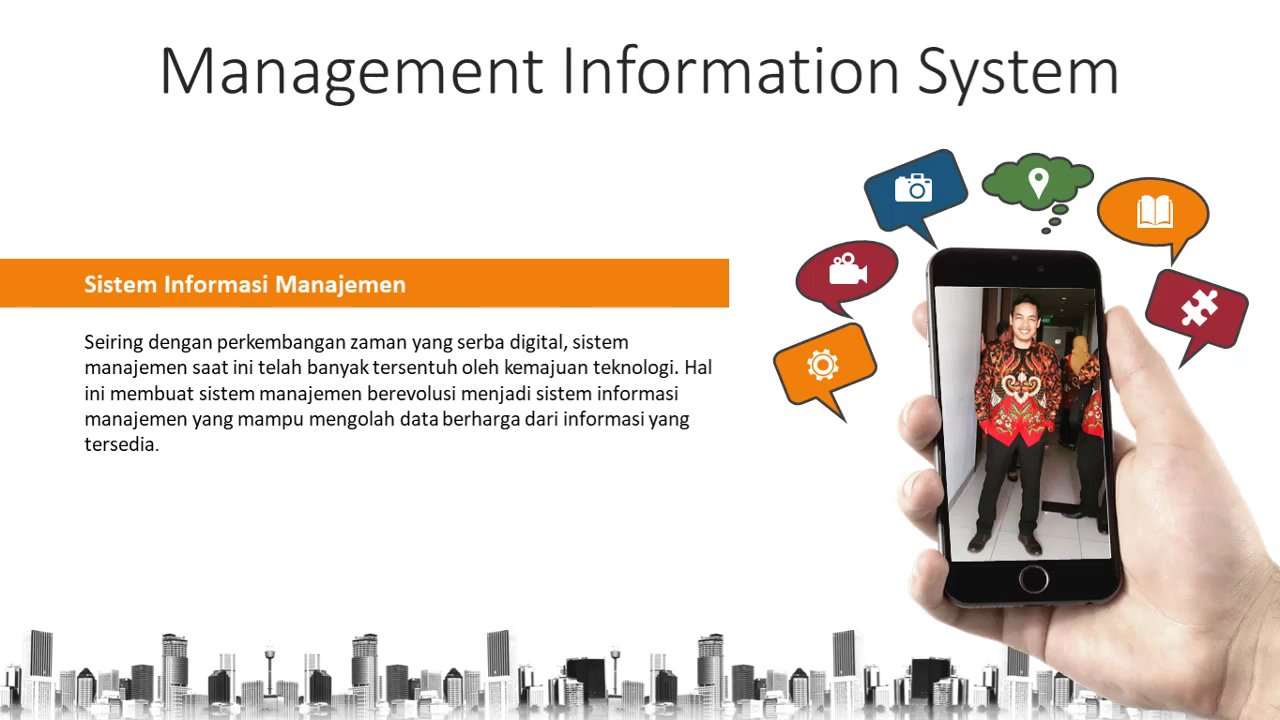 Management Information System
Sistem Informasi Manajemen
Seiring dengan perkembangan zaman yang serba digital, sistem
manajemen saat ini telah banyak tersentuh oleh kemajuan teknologi. Hal
ini membuat sistem manajemen berevolusi menjadi sistem informasi
manajemen yang mampu mengolah data berharga dari informasi yang
tersedia.